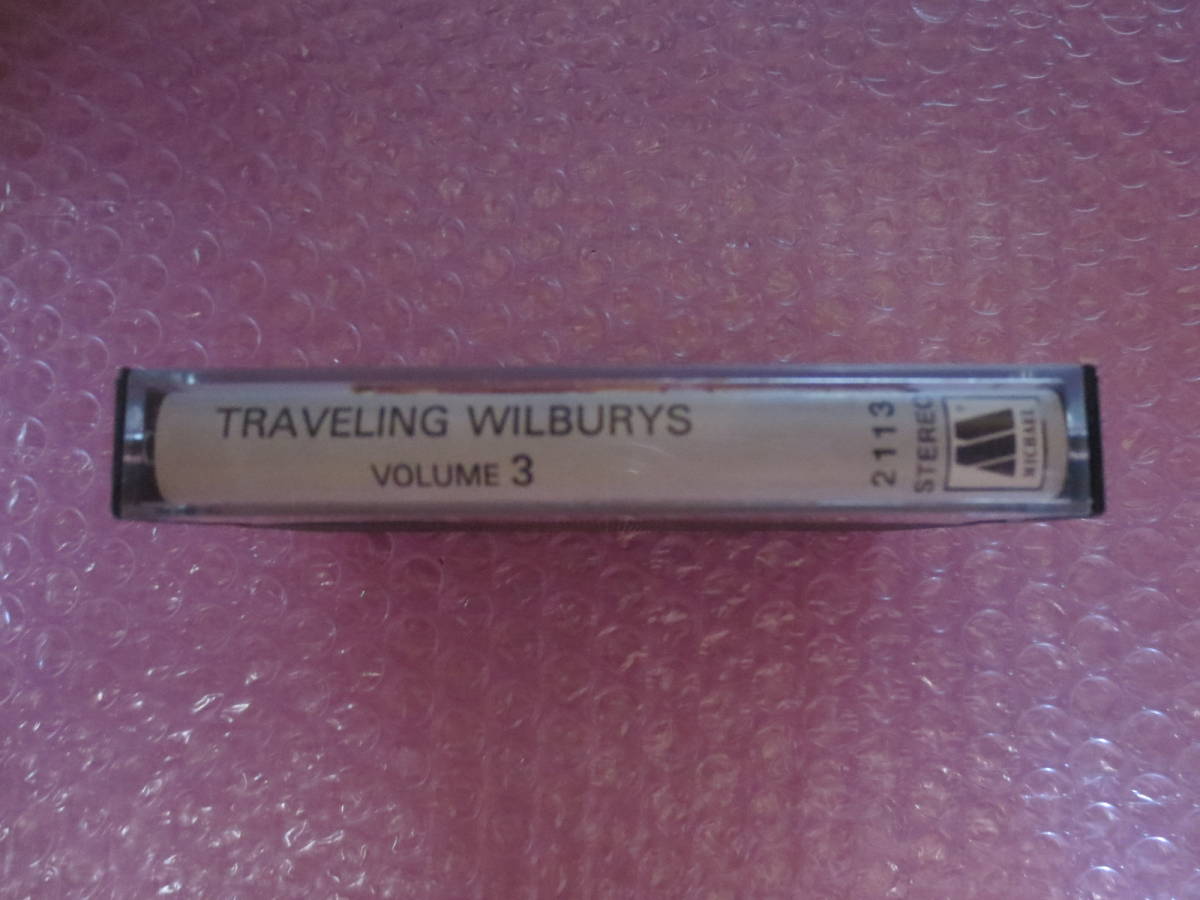 TRAVELING WILBURYS
VOLUME 3
2113
STEREO
MICHAEL